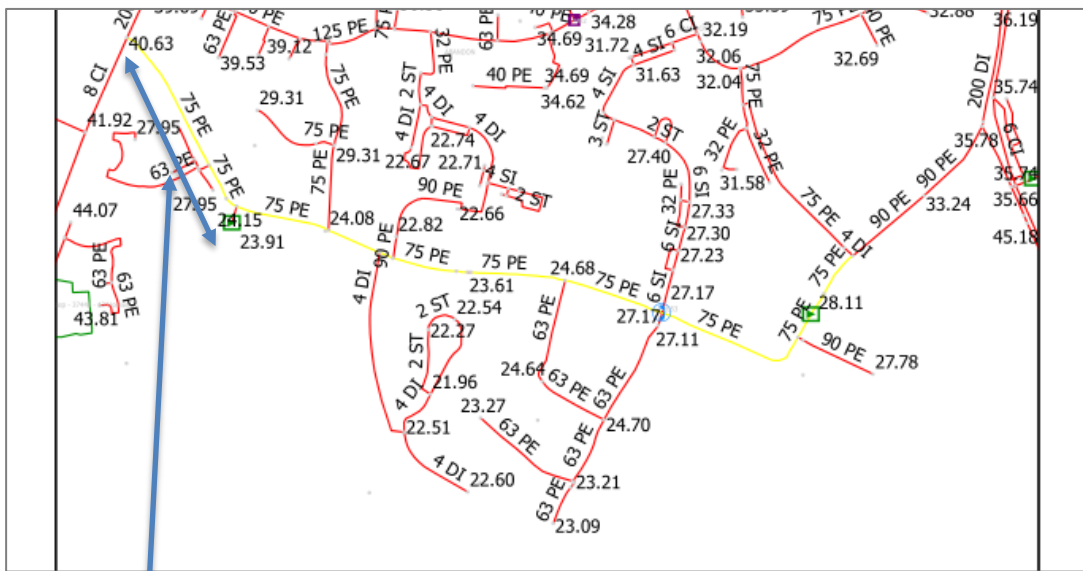 20
40.63
63 PE
39.53
39.12
125 PE
75 PE
32 PE
34.28
34.69
31.72
6 CI
4 SI
32.19
32.06
32.04
31.63
75 PE
32.69
32.88
36.19
8 CI
75 PE
75 PE
29.31
2 ST
40 PE
34.69
34.62
4 SI
75 PE
200 DI
35.74
41.92
27.95
75 PE
29.31
4 DI
4 DI
4 DI
22.74
22.67
22.71
3 ST
2 ST
27.40
32 PE
32 PE
31.58
35.78
6 CI
63 PE
75 PE
75 PE
4 SI
2 ST
32 PE
6 SI
90 PE
35.74
35.66
27.95
44.07
24.15
23.91
75 PE
24.08
90 PE
22.82
22.66
27.33
27.30
27.23
6 SI
75 PE
90 PE
33.24
4 DI
45.18
63 PE
63 PE
43.81
90 PE
75 PE
75 PE
24.68
23.61
75 PE
6 SI
27.17
27.17
27.11
75 PE
75 PE
75 PE
28.11
90 PE
27.78
4 DI
2 ST
22.54
22.27
2 ST
63 PE
24.64
63 PE
63 PE
21.96
4 DI
23.27
24.70
22.51
63 PE
63 PE
4 DI
22.60
23.21
63 PE
23.09